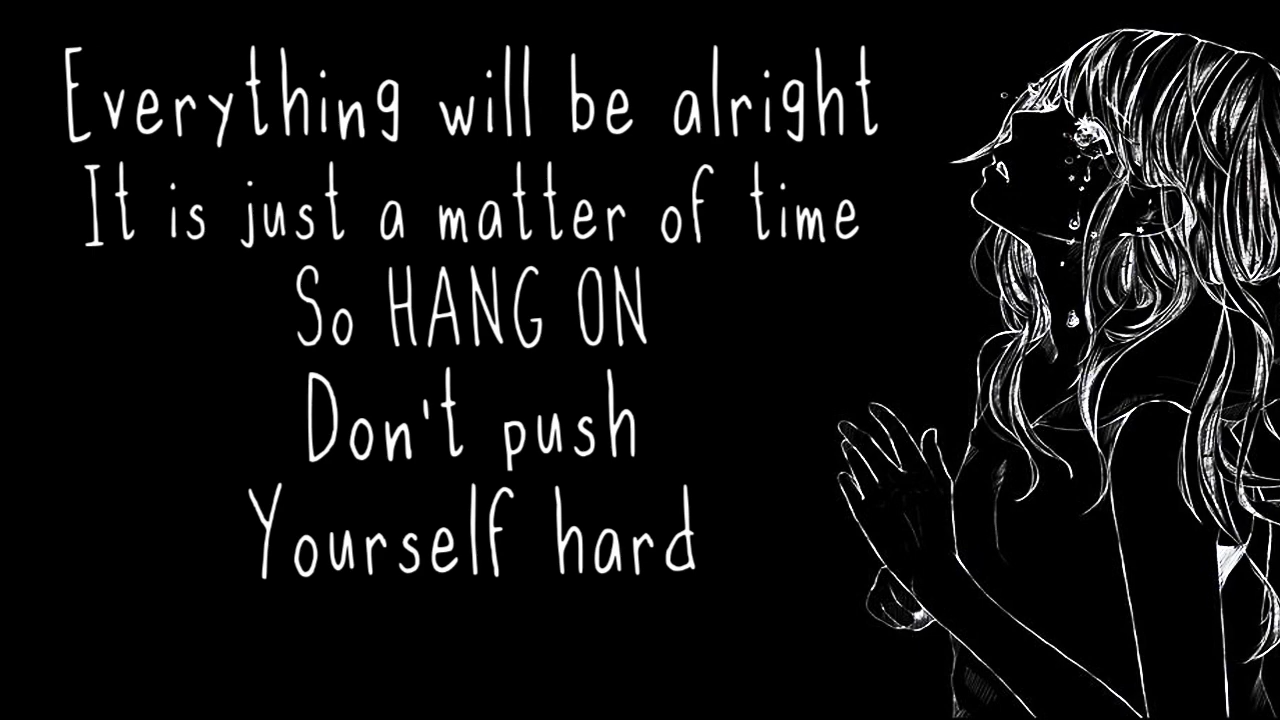 Everything will be alright
It is just a matter of time
So HANG ON
Don't push
Yourself hard